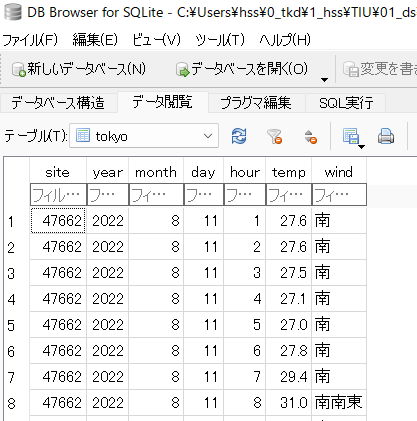 DB Browser for SQLite - C:¥Users¥hss¥0_tkd¥1_hss¥TIU¥01_ds
ファイル(F) 編集(E) ビュー(V) ツール(T) ヘルプ(H)
新しいデータベース(N) データベースを開く(O) 変更を書き
データベース構造 データ閲覧 プラグマ編集 SQL実行
テーブル(T): tokyo
site year month day hour temp wind
フィル… フ… フィ… フ… フィ… フィ… フィ…
1 47662 2022 8 11 1 27.6 南
2 47662 2022 8 11 2 27.6 南
3 47662 2022 8 11 3 27.5 南
4 47662 2022 8 11 4 27.1 南
5 47662 2022 8 11 5 27.0 南
6 47662 2022 8 11 6 27.8 南
7 47662 2022 8 11 7 29.4 南
8 47662 2022 8 11 8 31.0 南南東